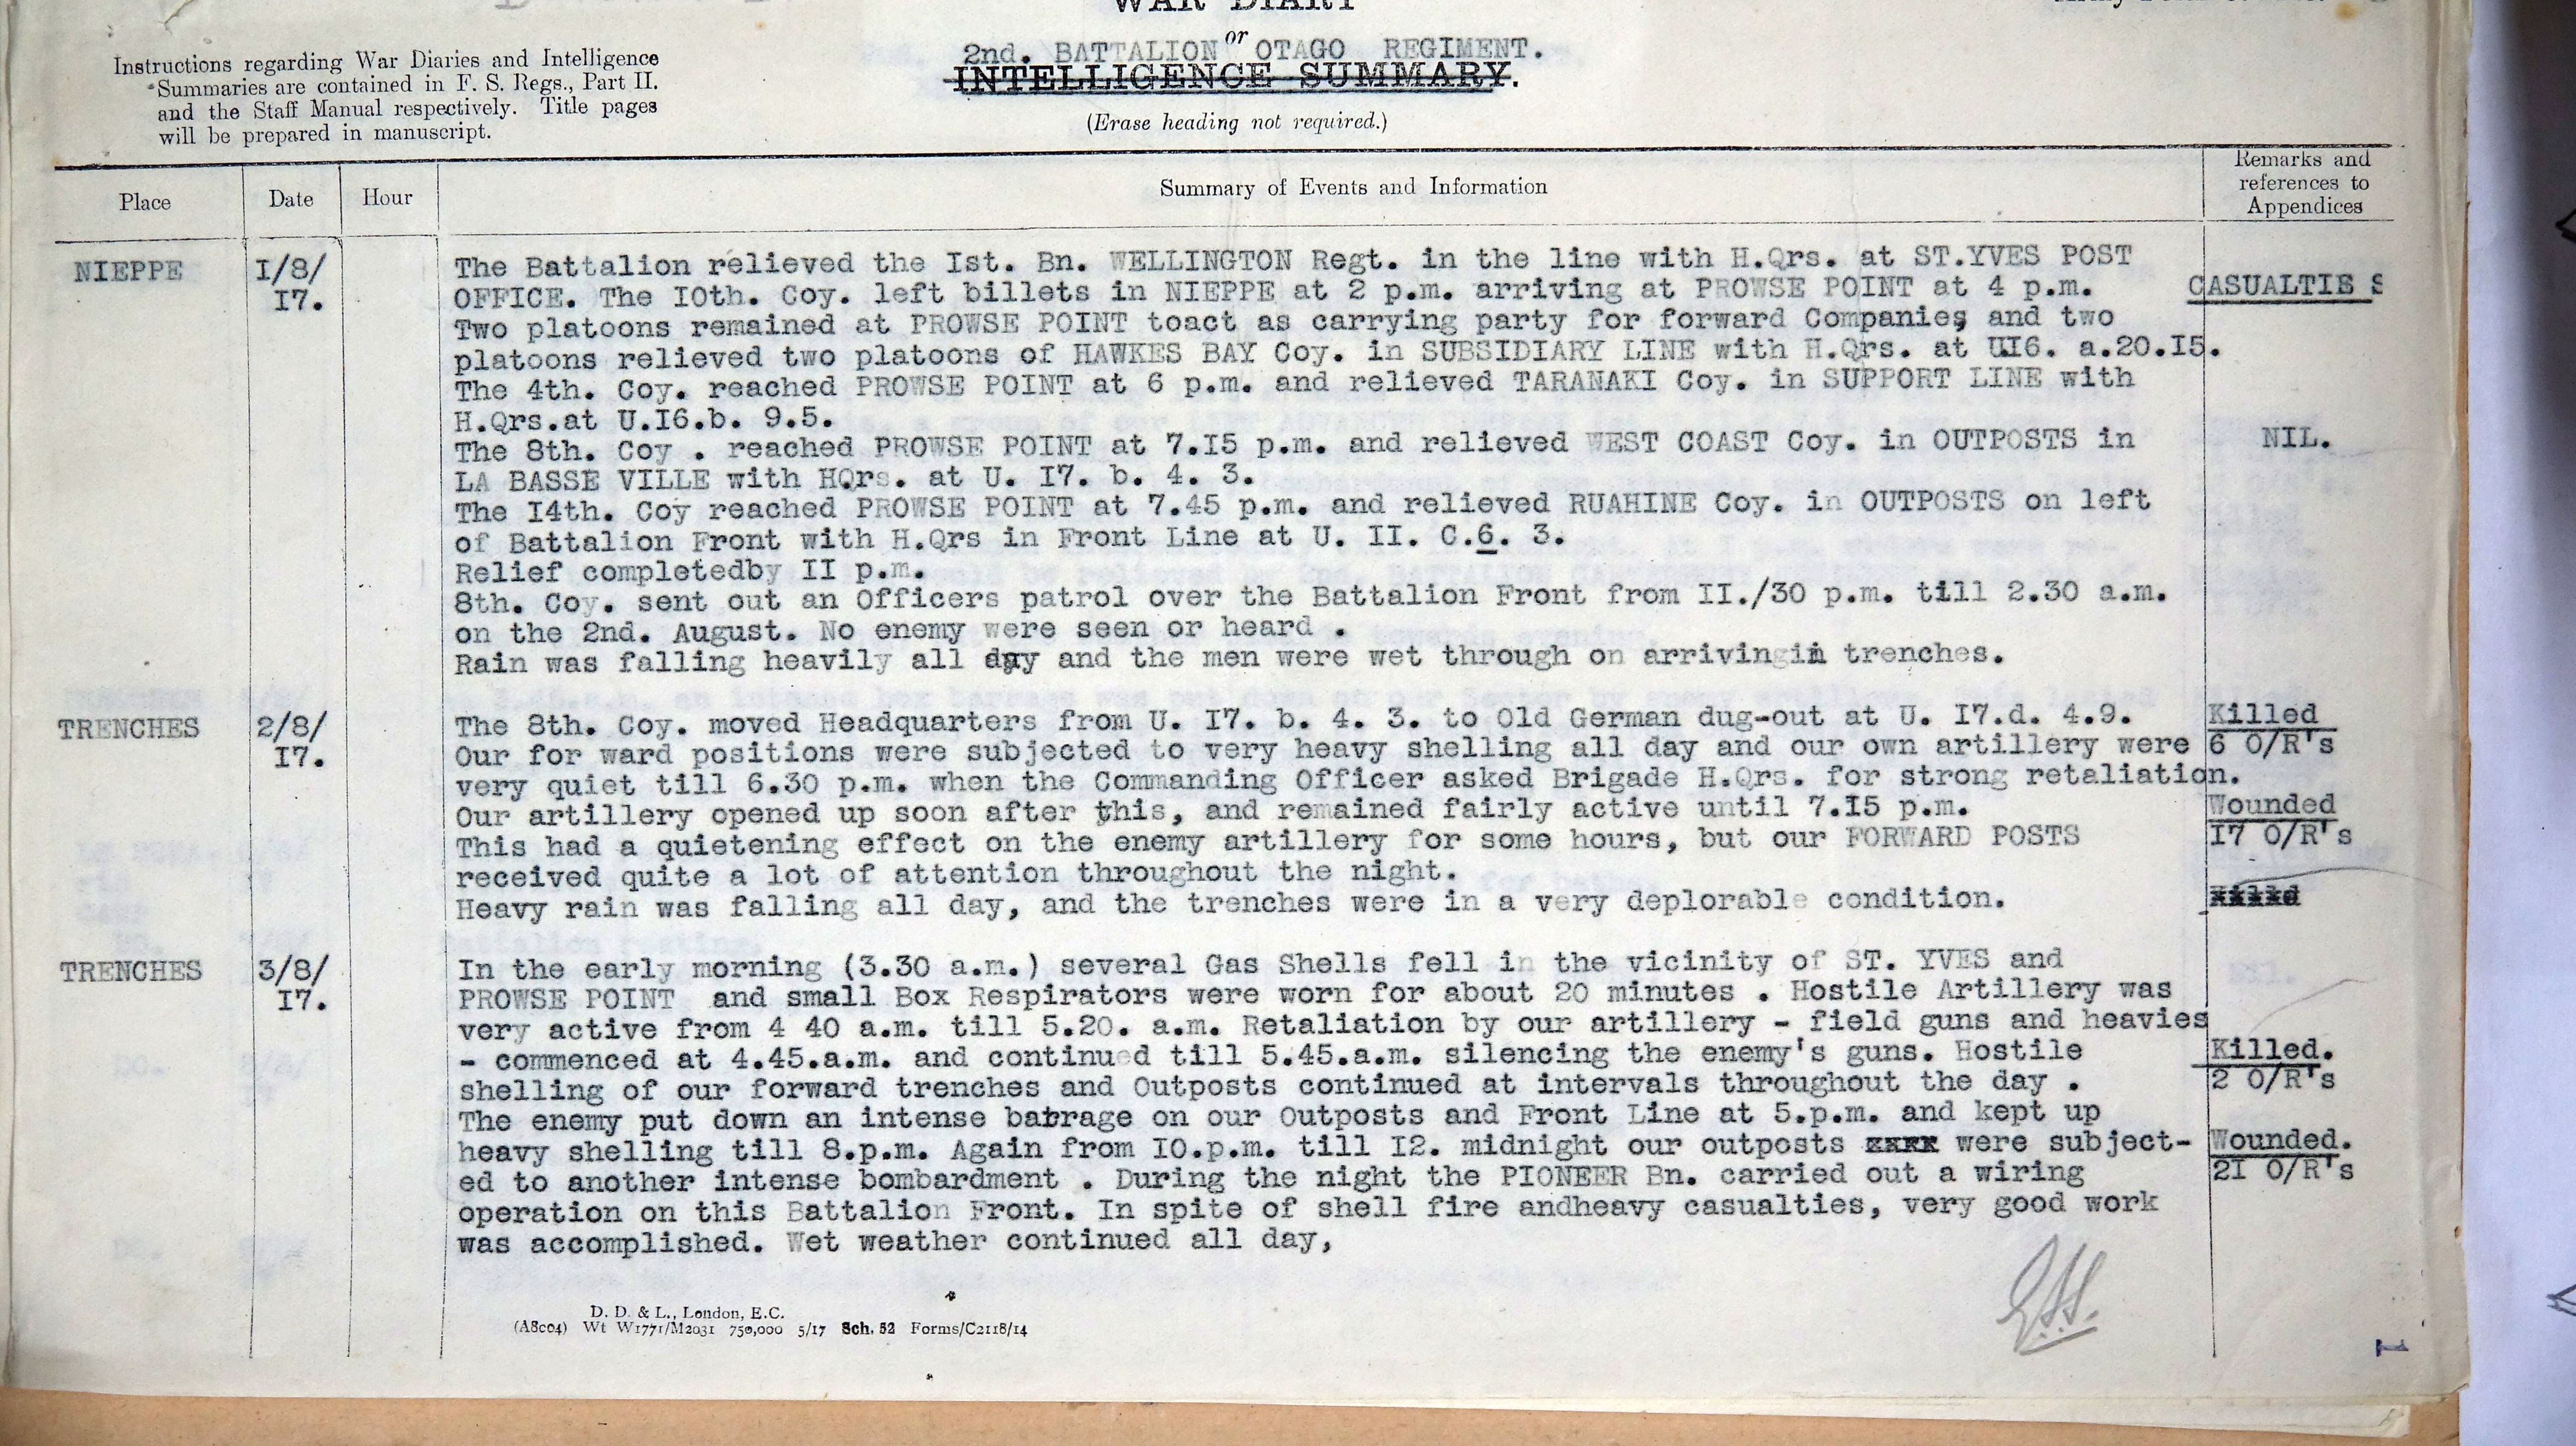 WAR DIARY
or
2nd. BATTALION OTAGO REGIMENT.
INTELLIGENCE SUMMARY.
(Erase heading not required.)
Instructions regarding War Diaries and Intelligence
Summaries are contained in F. S. Regs., Part II.
and the Staff Manual respectively. Title pages
will be prepared in manuscript.
Place
Date
Hour
Summary of Events and Information
Remarks and
references to
Appendices
NIEPPE
I/8/
I7.
The Battalion relieved the Ist. Bn. WELLINGTON Regt. in the line with H.Qrs. at ST.YVES POST
OFFICE. The IOth. Coy. left billets in NIEPPE at 2 p.m. arriving at PROWSE POINT at 4 p.m.
Two platoons remained at PROWSE POINT toact as carrying party for forward Companies and two
platoons relieved two platoons of HAWKES BAY Coy. in SUBSIDIARY LINE with H.Qrs. at UI6. a.20.I5.
The 4th. Coy. reached PROWSE POINT at 6 p.m. and relieved TARANAKI Coy. in SUPPORT LINE with
H.Qrs.at U.I6.b. 9.5.
The 8th. Coy . reached PROWSE POINT at 7.I5 p.m. and relieved WEST COAST Coy. in OUTPOSTS in
LA BASSE VILLE with HQrs. at U. I7. b. 4. 3.
The I4th. Coy reached PROWSE POINT at 7.45 p.m. and relieved RUAHINE Coy. in OUTPOSTS on left
of Battalion Front with H.Qrs in Front Line at U. II. C.6. 3.
Relief completedby II p.m.
8th. Coy. sent out an Officers patrol over the Battalion Front from II./30 p.m. till 2.30 a.m.
on the 2nd. August. No enemy were seen or heard .
Rain was falling heavily all day and the men were wet through on arrivingin trenches.
CASUALTIES
NIL.
TRENCHES
2/8/
I7.
The 8th. Coy. moved Headquarters from U. I7. b. 4. 3. to Old German dug-out at U. I7.d. 4.9.
Our for ward positions were subjected to very heavy shelling all day and our own artillery were
very quiet till 6.30 p.m. when the Commanding Officer asked Brigade H.Qrs. for strong retaliation.
Our artillery opened up soon after this, and remained fairly active until 7.I5 p.m.
This had a quietening effect on the enemy artillery for some hours, but our FORWARD POSTS
received quite a lot of attention throughout the night.
Heavy rain was falling all day, and the trenches were in a very deplorable condition.
Killed
6 O/R's
Wounded
I7 O/R's
TRENCHES
3/8/
I7.
In the early morning (3.30 a.m.) several Gas Shells fell in the vicinity of ST. YVES and
PROWSE POINT and small Box Respirators were worn for about 20 minutes . Hostile Artillery was
very active from 4 40 a.m. till 5.20. a.m. Retaliation by our artillery - field guns and heavies
- commenced at 4.45.a.m. and continued till 5.45.a.m. silencing the enemy's guns. Hostile
shelling of our forward trenches and Outposts continued at intervals throughout the day .
The enemy put down an intense barrage on our Outposts and Front Line at 5.p.m. and kept up
heavy shelling till 8.p.m. Again from IO.p.m. till I2. midnight our outposts xxxx were subject-
ed to another intense bombardment . During the night the PIONEER Bn. carried out a wiring
operation on this Battalion Front. In spite of shell fire andheavy casualties, very good work
was accomplished. Wet weather continued all day,
Killed.
2 O/R's
Wounded.
2I O/R's
D. D. & L., London, E.C.
(A8004) Wt W1771/M2031 750,000 5/17 Sch. 52 Forms/C2118/14
1